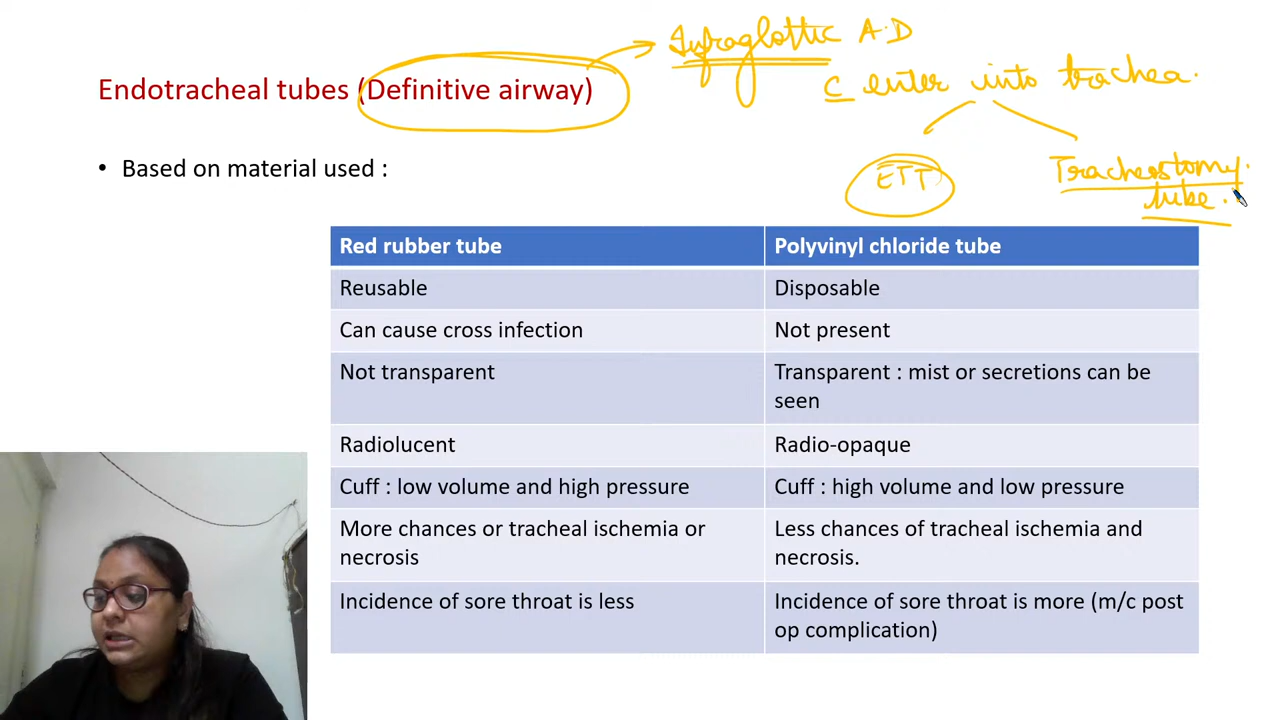 Infraglottic A.D
c enter into trachea.
Endotracheal tubes (Definitive airway)
• Based on material used :
ETT
Tracheostomy
tube.
Red rubber tube
Polyvinyl chloride tube
Reusable
Disposable
Can cause cross infection
Not present
Not transparent
Transparent : mist or secretions can be
seen
Radiolucent
Radio-opaque
Cuff : low volume and high pressure
Cuff : high volume and low pressure
More chances or tracheal ischemia or
necrosis
Less chances of tracheal ischemia and
necrosis.
Incidence of sore throat is less
Incidence of sore throat is more (m/c post
op complication)